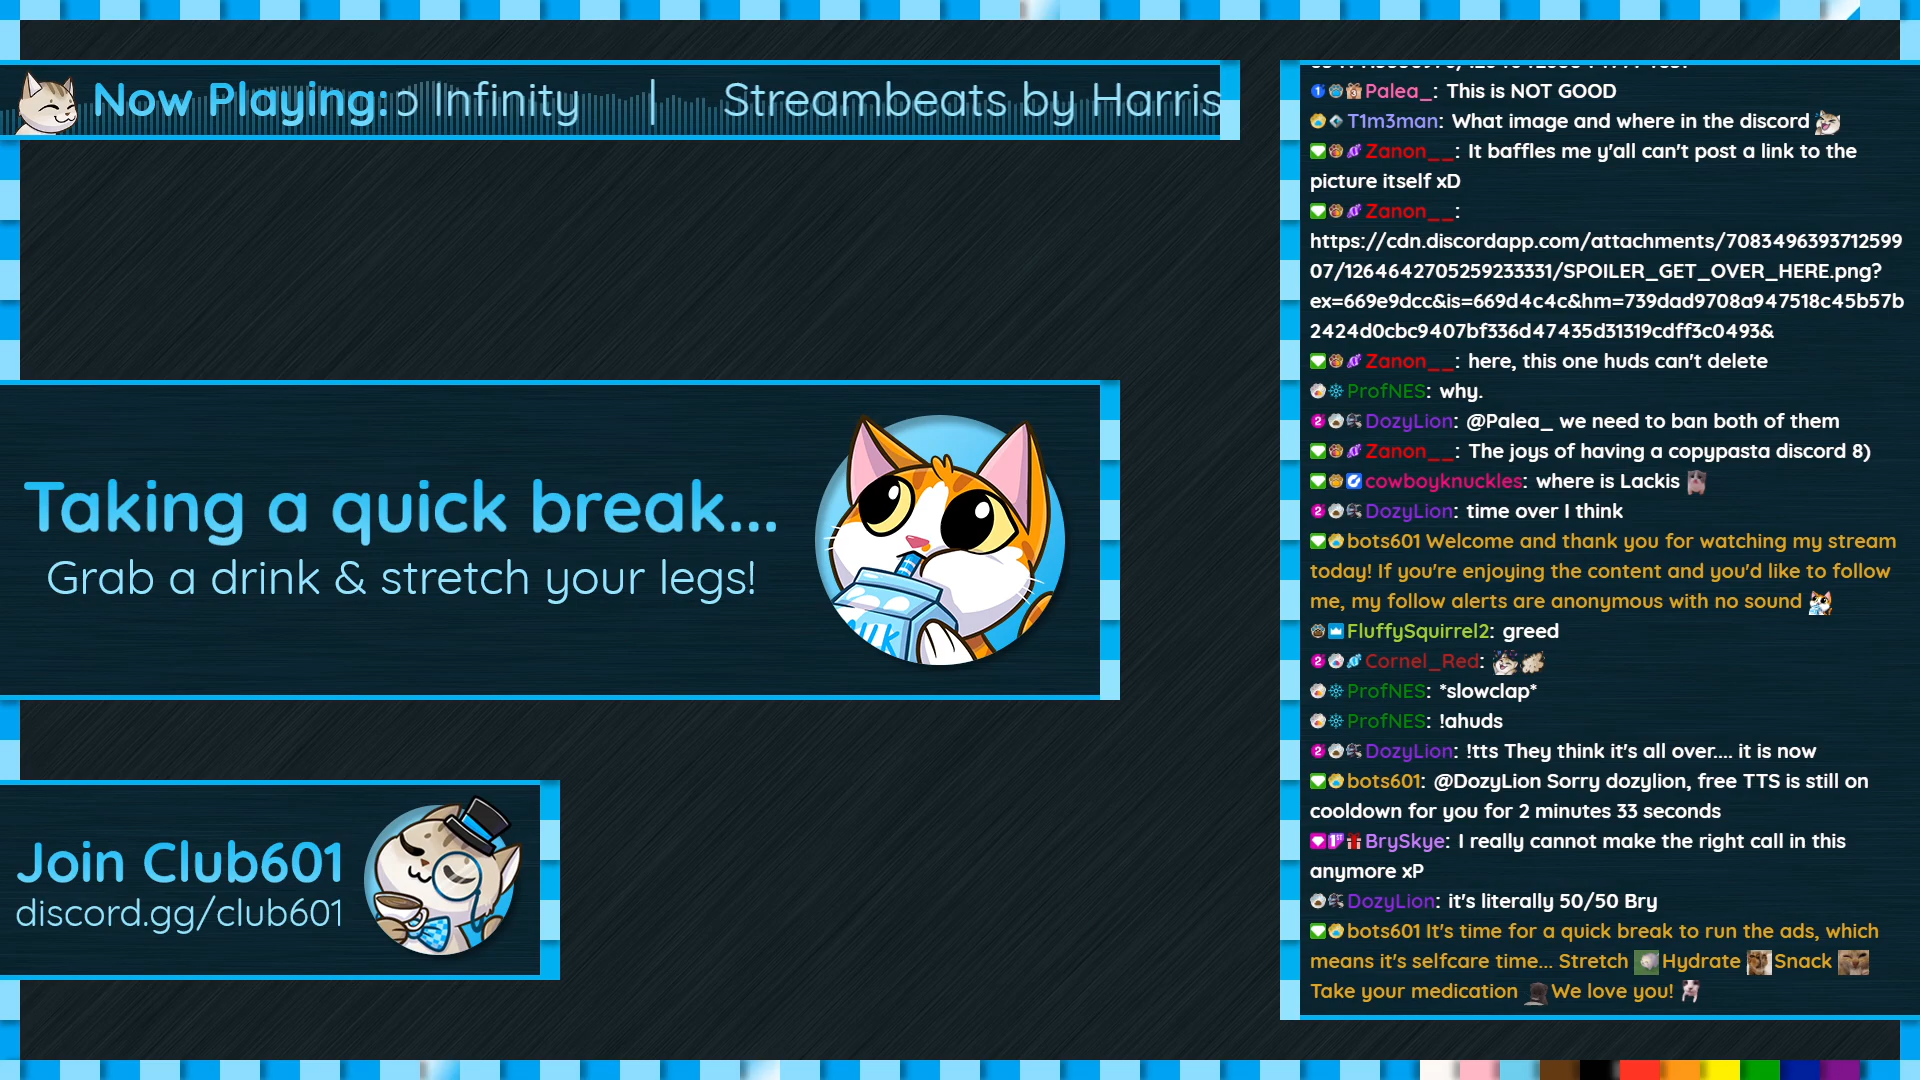 Now Playing: Infinity | Streambeats by Harris
Taking a quick break...
Grab a drink & stretch your legs!
MILK
Join Club601
discord.gg/club601
Palea_: This is NOT GOOD
T1m3man: What image and where in the discord
Zanon__: It baffles me y'all can't post a link to the
picture itself xD
Zanon__:
https://cdn.discordapp.com/attachments/7083496393712599
07/1264642705259233331/SPOILER_GET_OVER_HERE.png?
ex=669e9dcc&is=669d4c4c&hm=739dad9708a947518c45b57b
2424d0cbc9407bf336d47435d31319cdff3c0493&
Zanon__: here, this one huds can't delete
ProfNES: why.
DozyLion: @Palea_ we need to ban both of them
Zanon__: The joys of having a copypasta discord 8)
cowboyknuckles: where is Lackis
DozyLion: time over I think
bots601 Welcome and thank you for watching my stream
today! If you're enjoying the content and you'd like to follow
me, my follow alerts are anonymous with no sound
FluffySquirrel2: greed
Cornel_Red:
ProfNES: *slowclap*
ProfNES: !ahuds
DozyLion: !tts They think it's all over.... it is now
bots601: @DozyLion Sorry dozylion, free TTS is still on
cooldown for you for 2 minutes 33 seconds
BrySkye: I really cannot make the right call in this
anymore xP
DozyLion: it's literally 50/50 Bry
bots601 It's time for a quick break to run the ads, which
means it's selfcare time... Stretch Hydrate Snack
Take your medication We love you!